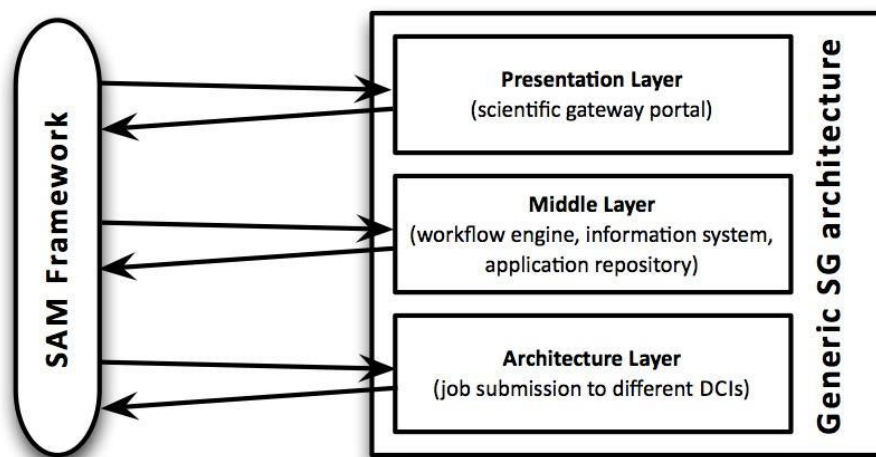 SAM Framework
Presentation Layer
(scientific gateway portal)
Middle Layer
(workflow engine, information system,
application repository)
Architecture Layer
(job submission to different DCIs)
Generic SG architecture